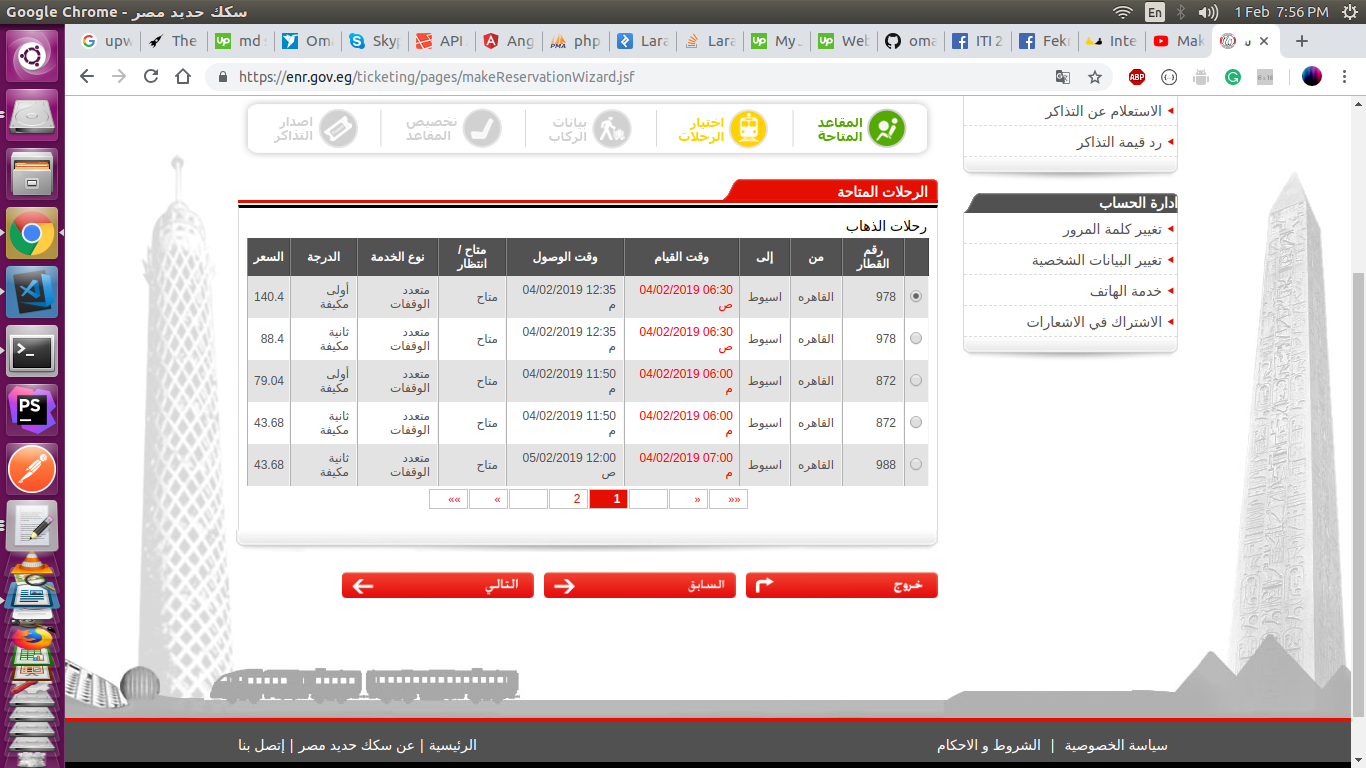 Google Chrome - سكك حديد مصر
En
1 Feb 7:56 PM
upw
The
md
Om
Sky
API
Ang
php
Lara
Lara
My
Web
oma
ITI 2
Fekr
Inte
Mak
https://enr.gov.eg/ticketing/pages/makeReservationWizard.jsf
ABP
المقاعد المتاحة
اختيار الرحلات
بيانات الركاب
تخصيص المقاعد
اصدار التذاكر
الاستعلام عن التذاكر
رد قيمة التذاكر
ادارة الحساب
تغيير كلمة المرور
تغيير البيانات الشخصية
خدمة الهاتف
الاشتراك في الاشعارات
الرحلات المتاحة
رحلات الذهاب
رقم القطار من إلى وقت القيام وقت الوصول متاح / انتظار نوع الخدمة الدرجة السعر
978 القاهره اسيوط 04/02/2019 06:30 ص 04/02/2019 12:35 م متاح متعدد الوقفات أولى مكيفة 140.4
978 القاهره اسيوط 04/02/2019 06:30 ص 04/02/2019 12:35 م متاح متعدد الوقفات ثانية مكيفة 88.4
872 القاهره اسيوط 04/02/2019 06:00 م 04/02/2019 11:50 م متاح متعدد الوقفات أولى مكيفة 79.04
872 القاهره اسيوط 04/02/2019 06:00 م 04/02/2019 11:50 م متاح متعدد الوقفات ثانية مكيفة 43.68
988 القاهره اسيوط 04/02/2019 07:00 م 05/02/2019 12:00 ص متاح متعدد الوقفات ثانية مكيفة 43.68
«« « 1 2 » »»
خروج
السابق
التالي
PS
سياسة الخصوصية | الشروط و الاحكام
الرئيسية | عن سكك حديد مصر | إتصل بنا